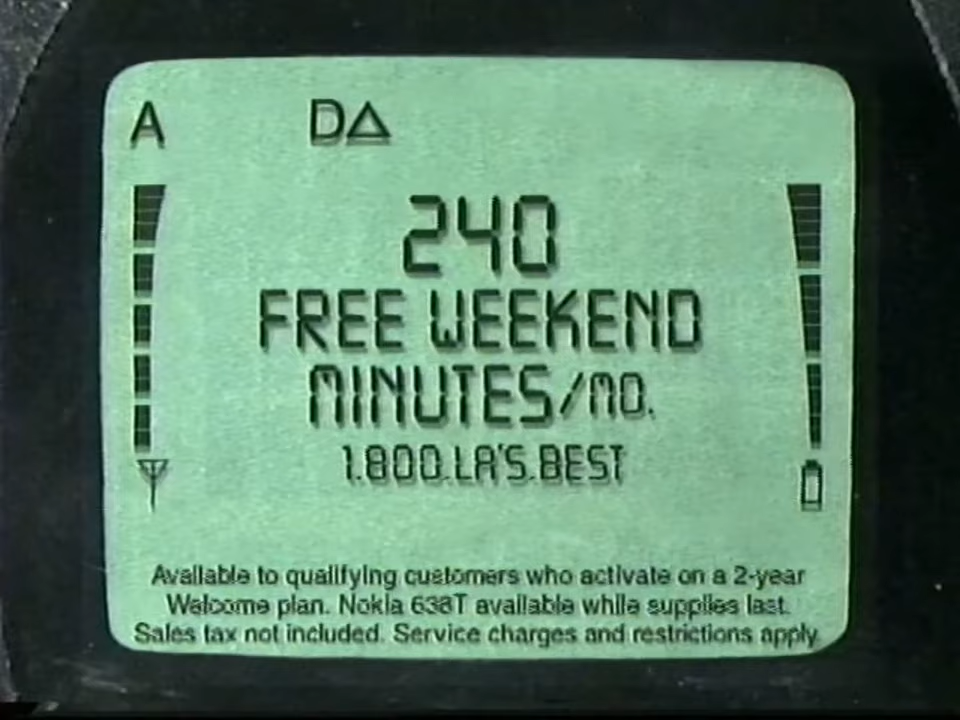 A D△
240
FREE WEEKEND
MINUTES/MO.
1.800.LA'S.BEST
Available to qualifying customers who activate on a 2-year
Welcome plan. Nokia 638T available while supplies last.
Sales tax not included. Service charges and restrictions apply.